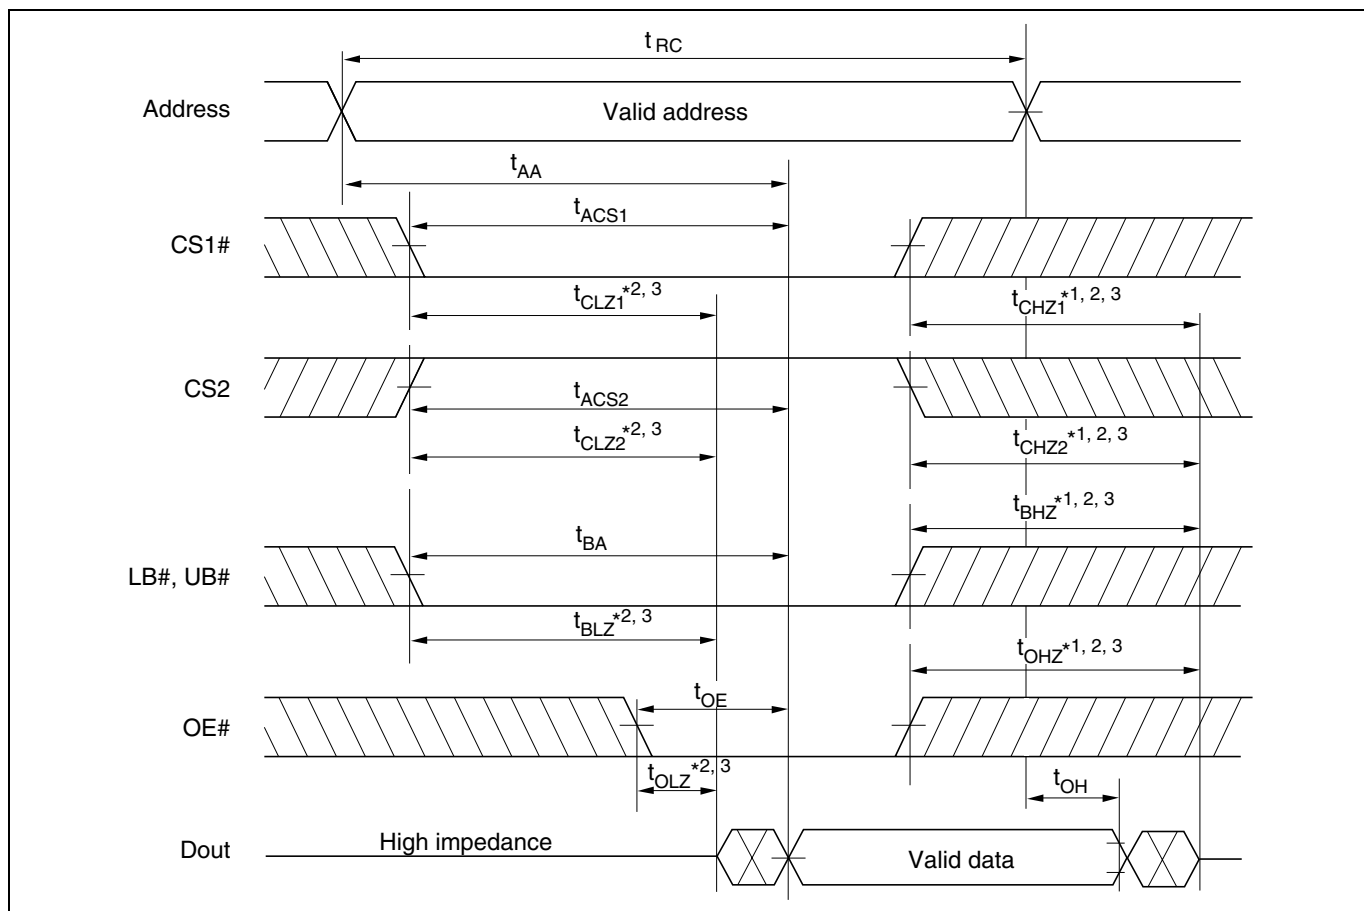 tRC
Address
Valid address
tAA
tACS1
CS1#
tCLZ1*2, 3
tCHZ1*1, 2, 3
CS2
tACS2
tCLZ2*2, 3
tCHZ2*1, 2, 3
tBHZ*1, 2, 3
tBA
LB#, UB#
tBLZ*2, 3
tOHZ*1, 2, 3
tOE
OE#
tOLZ*2, 3
tOH
Dout
High impedance
Valid data